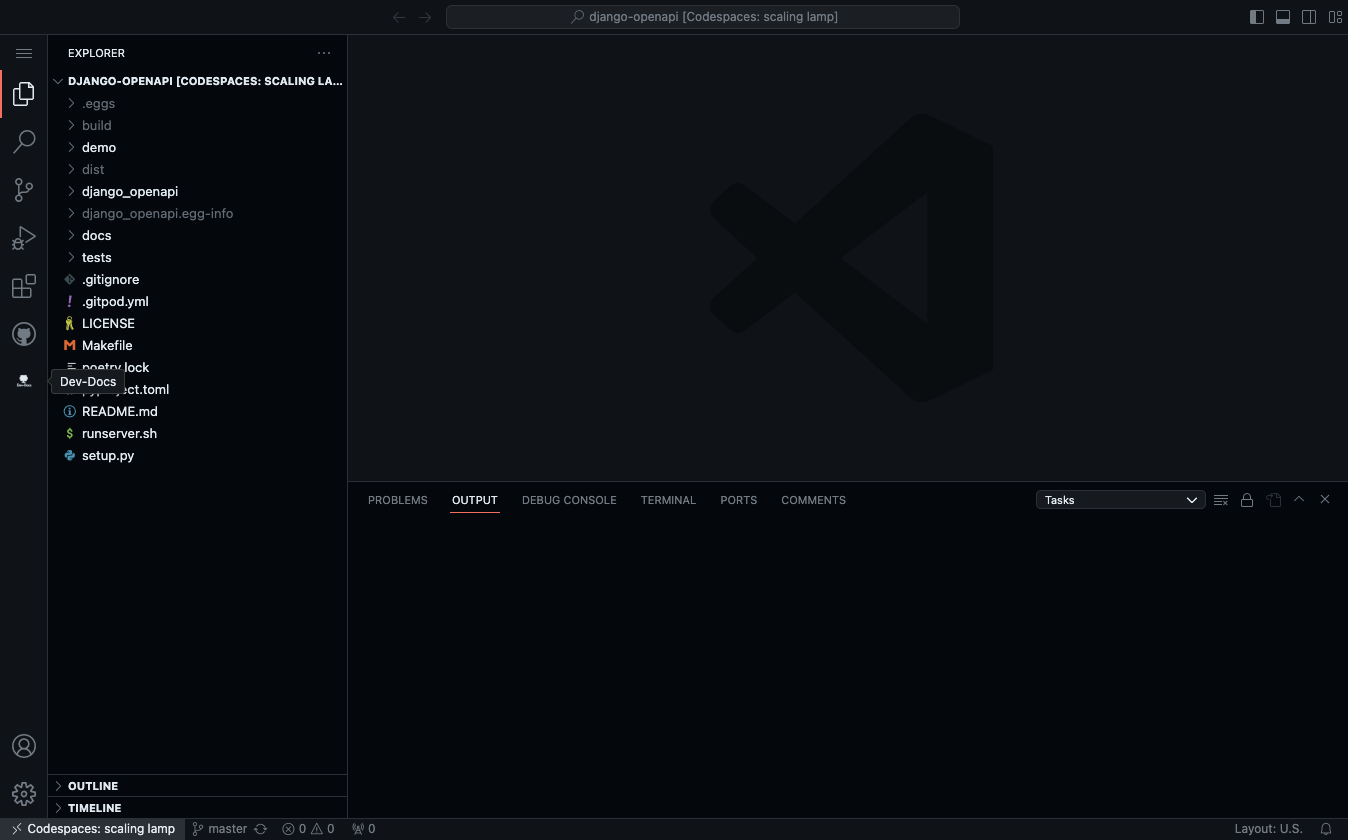 django-openapi [Codespaces: scaling lamp]
EXPLORER
DJANGO-OPENAPI [CODESPACES: SCALING LA...
.eggs
build
demo
dist
django_openapi
django_openapi.egg-info
docs
tests
.gitignore
.gitpod.yml
LICENSE
Makefile
poetry.lock
Dev-Docs
pyproject.toml
README.md
runserver.sh
setup.py
PROBLEMS OUTPUT DEBUG CONSOLE TERMINAL PORTS COMMENTS Tasks
OUTLINE
TIMELINE
Codespaces: scaling lamp master 0 0 0 Layout: U.S.